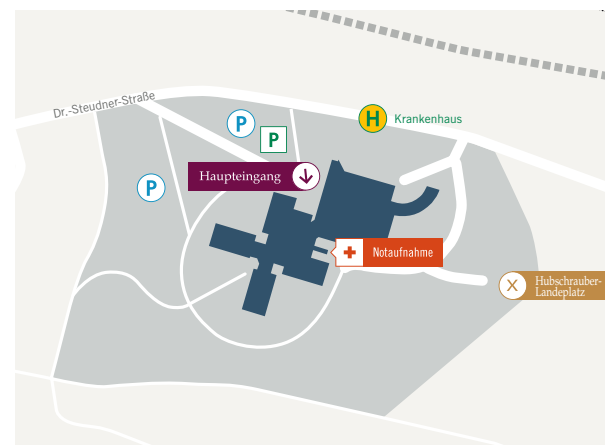 Dr.-Steudner-Straße
P
H Krankenhaus
P
Haupteingang
P
Notaufnahme
X Hubschrauber-
Landeplatz